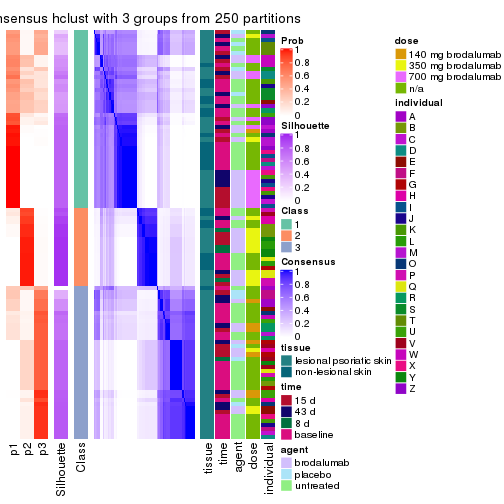 nsensus hclust with 3 groups from 250 partitions
Prob
1
0.8
0.6
0.4
0.2
0
Silhouette
1
0.8
0.6
0.4
0.2
0
Class
1
2
3
Consensus
1
0.8
0.6
0.4
0.2
0
tissue
lesional psoriatic skin
non-lesional skin
time
15 d
43 d
8 d
baseline
agent
brodalumab
placebo
untreated
dose
140 mg brodalumab
350 mg brodalumab
700 mg brodalumab
n/a
individual
A
B
C
D
E
F
G
H
I
J
K
L
M
O
P
Q
R
S
T
U
V
W
X
Y
Z
p1
p2
p3
Silhouette
Class
tissue
time
agent
dose
individual